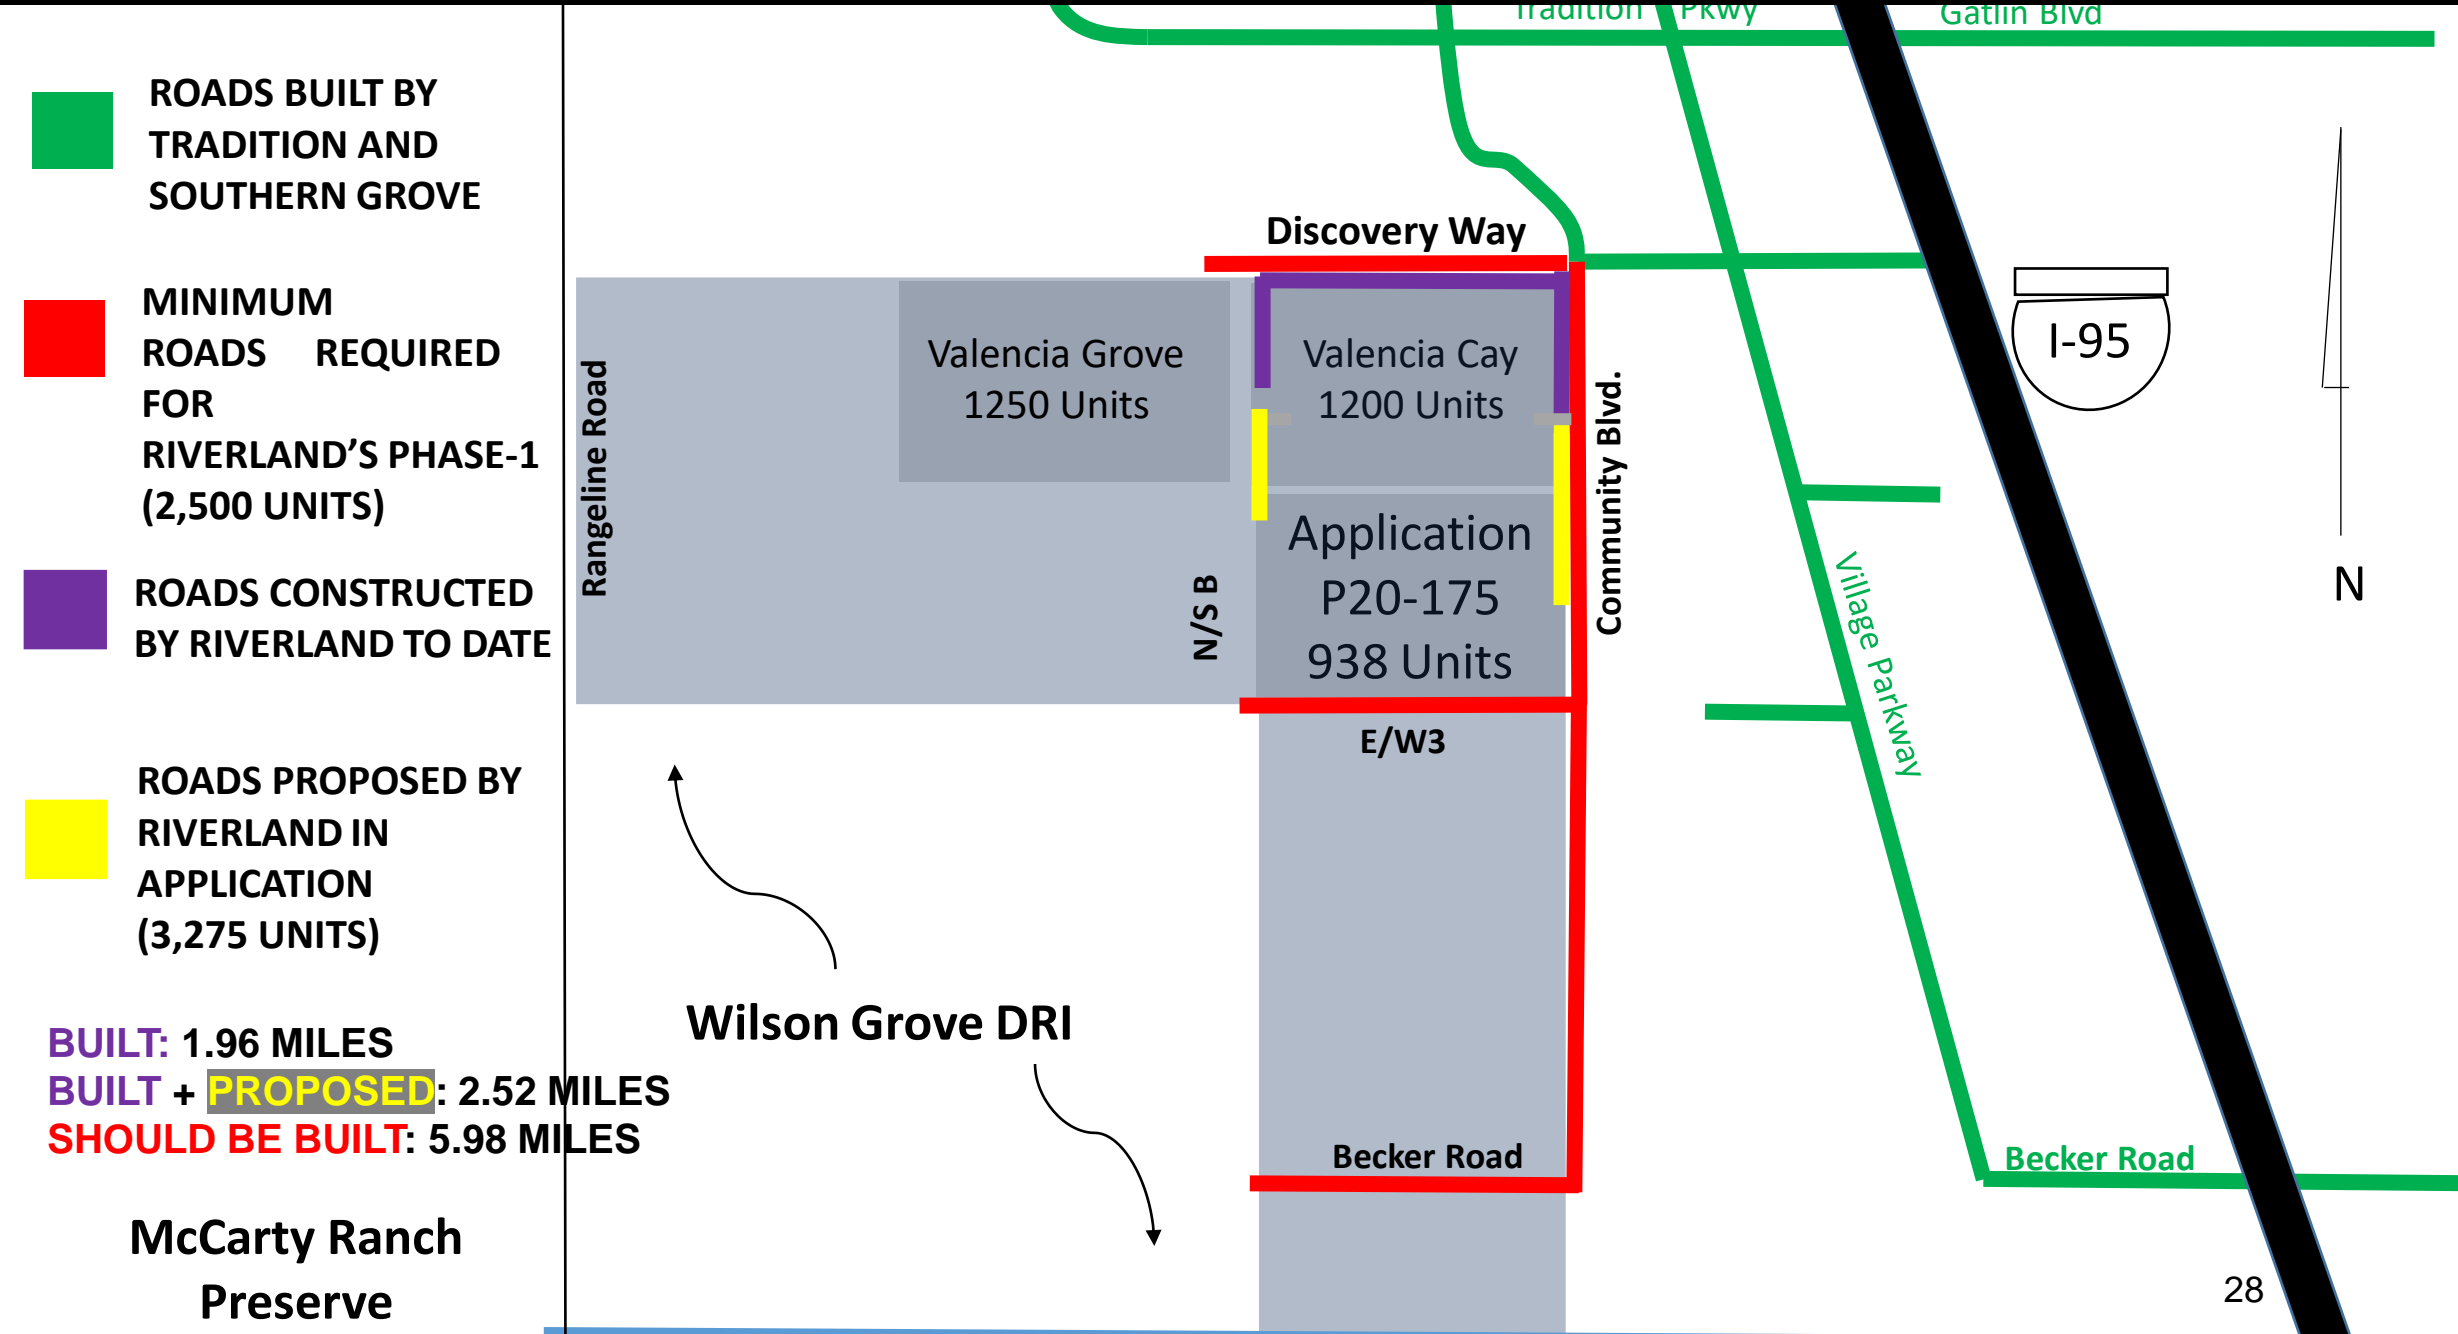 Tradition Pkwy
Gatlin Blvd
ROADS BUILT BY
TRADITION AND
SOUTHERN GROVE
MINIMUM
ROADS REQUIRED
FOR
RIVERLAND’S PHASE-1
(2,500 UNITS)
ROADS CONSTRUCTED
BY RIVERLAND TO DATE
ROADS PROPOSED BY
RIVERLAND IN
APPLICATION
(3,275 UNITS)
BUILT: 1.96 MILES
BUILT + PROPOSED: 2.52 MILES
SHOULD BE BUILT: 5.98 MILES
McCarty Ranch
Preserve
Discovery Way
Rangeline Road
Valencia Grove
1250 Units
Valencia Cay
1200 Units
Application
P20-175
938 Units
N/S B
Community Blvd.
E/W3
Village Parkway
I-95
N
Wilson Grove DRI
Becker Road
Becker Road
28